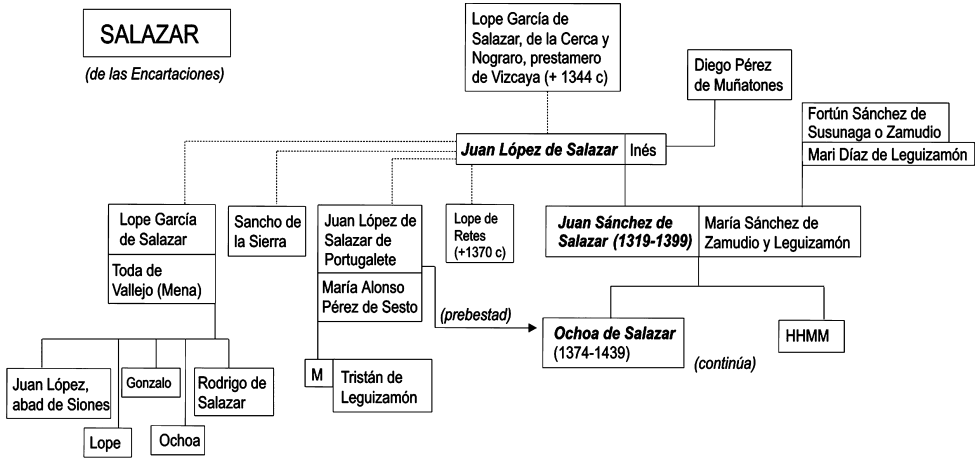 SALAZAR
(de las Encartaciones)
Lope García de
Salazar, de la Cerca y
Nograro, prestamero
de Vizcaya (+ 1344 c)
Diego Pérez
de Muñatones
Fortún Sánchez de
Susunaga o Zamudio
Mari Díaz de Leguizamón
Juan López de Salazar
Inés
Lope García
de Salazar
Toda de
Vallejo (Mena)
Sancho de
la Sierra
Juan López de
Salazar de
Portugalete
María Alonso
Pérez de Sesto
Lope de
Retes
(+1370 c)
Juan Sánchez de
Salazar (1319-1399)
María Sánchez de
Zamudio y Leguizamón
(prebestad)
Ochoa de Salazar
(1374-1439)
(continúa)
HHMM
Juan López,
abad de Siones
Lope
Gonzalo
Ochoa
Rodrigo de
Salazar
M
Tristán de
Leguizamón